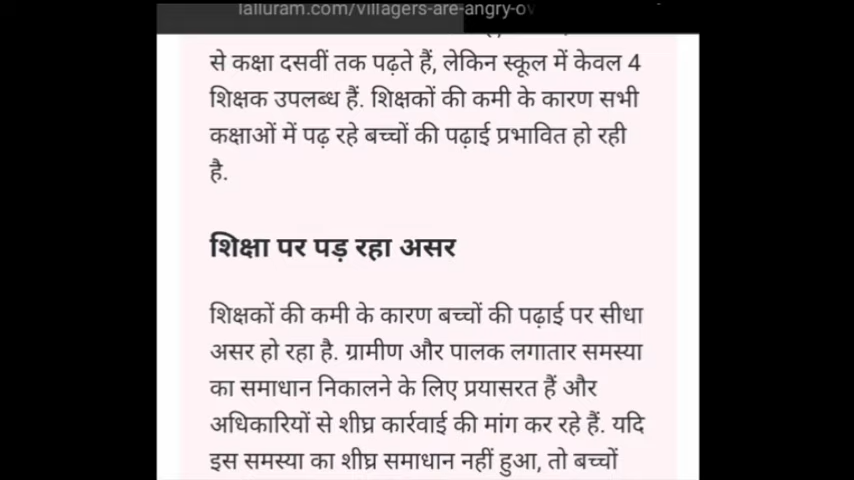 lalluram.com/villagers-are-angry-ov
से कक्षा दसवीं तक पढ़ते हैं, लेकिन स्कूल में केवल 4
शिक्षक उपलब्ध हैं. शिक्षकों की कमी के कारण सभी
कक्षाओं में पढ़ रहे बच्चों की पढ़ाई प्रभावित हो रही
है.
शिक्षा पर पड़ रहा असर
शिक्षकों की कमी के कारण बच्चों की पढ़ाई पर सीधा
असर हो रहा है. ग्रामीण और पालक लगातार समस्या
का समाधान निकालने के लिए प्रयासरत हैं और
अधिकारियों से शीघ्र कार्रवाई की मांग कर रहे हैं. यदि
इस समस्या का शीघ्र समाधान नहीं हुआ, तो बच्चों